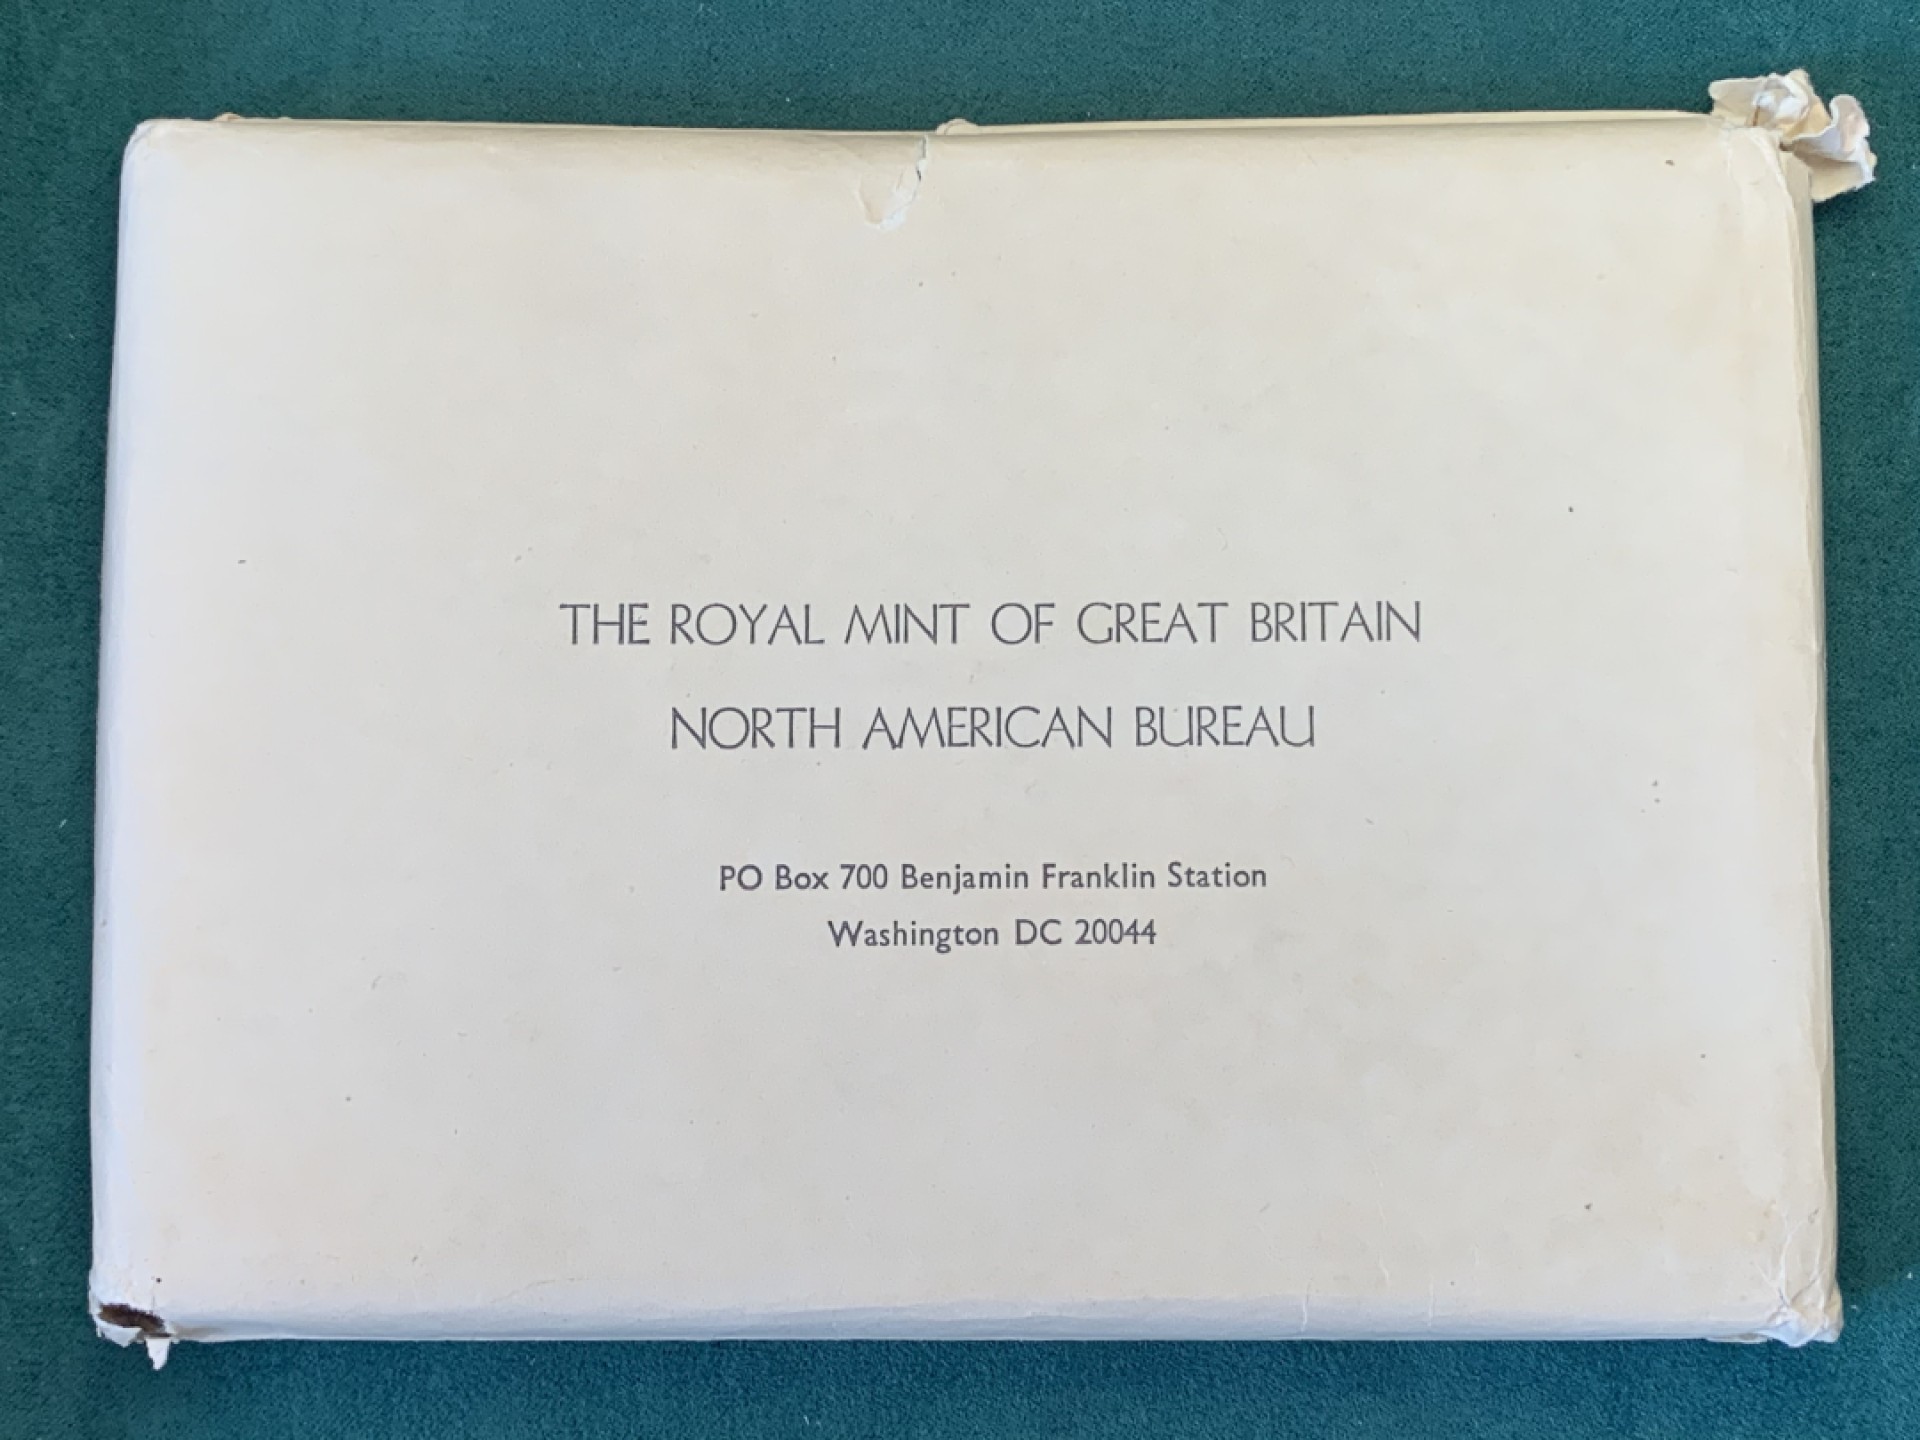 THE ROYAL MINT OF GREAT BRITAIN
NORTH AMERICAN BUREAU
PO Box 700 Benjamin Franklin Station
Washington DC 20044